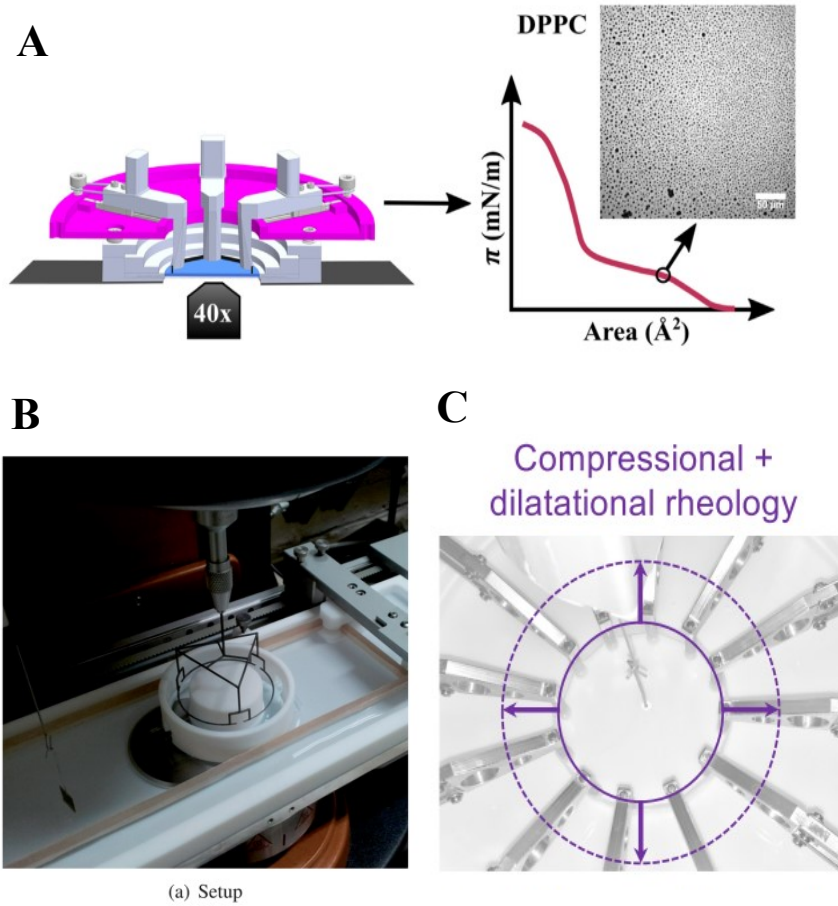 A
DPPC
50 μm
π (mN/m)
40x
Area (Å²)
B
C
Compressional +
dilatational rheology
(a) Setup